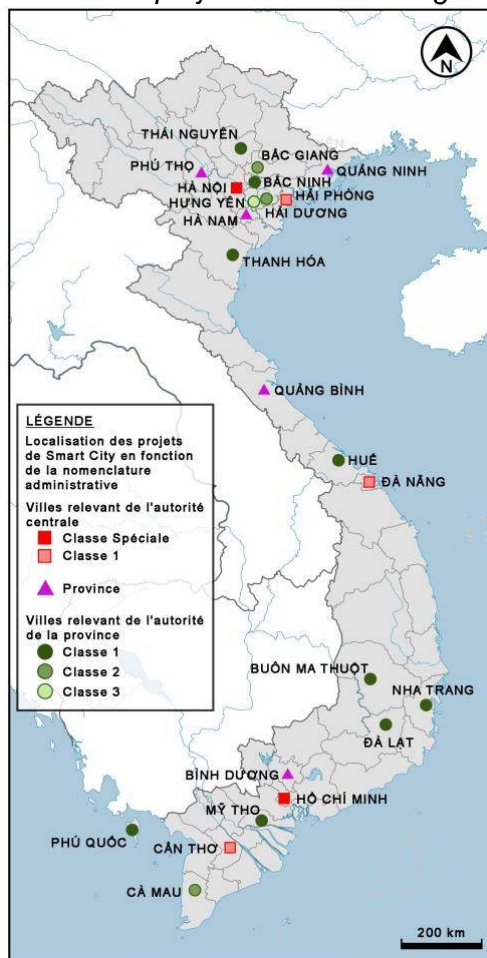 N
THÁI NGUYÊN
BẮC GIANG
PHÚ THỌ
QUẢNG NINH
BẮC NINH
HÀ NỘI
HẢI PHÒNG
HƯNG YÊN
HẢI DƯƠNG
HÀ NAM
THANH HÓA
QUẢNG BÌNH
LÉGENDE
Localisation des projets
de Smart City en fonction
de la nomenclature
administrative
Villes relevant de l'autorité
centrale
Classe Spéciale
Classe 1
Province
Villes relevant de l'autorité
de la province
Classe 1
Classe 2
Classe 3
HUẾ
ĐÀ NẴNG
BUÔN MA THUỘT
NHA TRANG
ĐÀ LẠT
BÌNH DƯƠNG
HỒ CHÍ MINH
MỸ THO
PHÚ QUỐC
CẦN THƠ
CÀ MAU
200 km